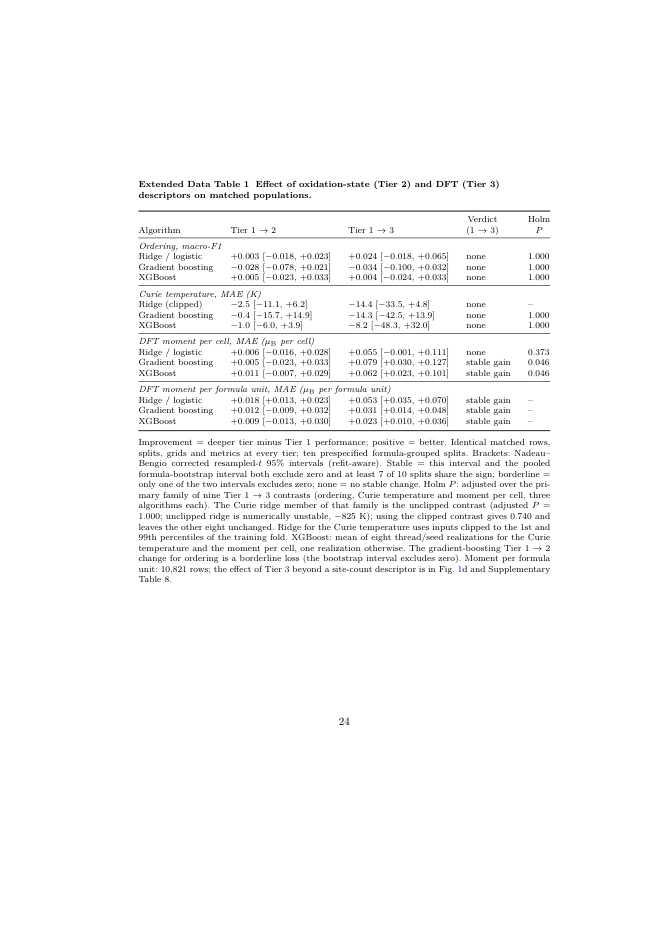 Extended Data Table 1 Effect of oxidation-state (Tier 2) and DFT (Tier 3)
descriptors on matched populations.
Verdict Holm
Algorithm Tier 1 → 2 Tier 1 → 3 (1 → 3) P
Ordering, macro-F1
Ridge / logistic +0.003 [−0.018, +0.023] +0.024 [−0.018, +0.065] none 1.000
Gradient boosting −0.028 [−0.078, +0.021] −0.034 [−0.100, +0.032] none 1.000
XGBoost +0.005 [−0.023, +0.033] +0.004 [−0.024, +0.033] none 1.000
Curie temperature, MAE (K)
Ridge (clipped) −2.5 [−11.1, +6.2] −14.4 [−33.5, +4.8] none –
Gradient boosting −0.4 [−15.7, +14.9] −14.3 [−42.5, +13.9] none 1.000
XGBoost −1.0 [−6.0, +3.9] −8.2 [−48.3, +32.0] none 1.000
DFT moment per cell, MAE (μB per cell)
Ridge / logistic +0.006 [−0.016, +0.028] +0.055 [−0.001, +0.111] none 0.373
Gradient boosting +0.005 [−0.023, +0.033] +0.079 [+0.030, +0.127] stable gain 0.046
XGBoost +0.011 [−0.007, +0.029] +0.062 [+0.023, +0.101] stable gain 0.046
DFT moment per formula unit, MAE (μB per formula unit)
Ridge / logistic +0.018 [+0.013, +0.023] +0.053 [+0.035, +0.070] stable gain –
Gradient boosting +0.012 [−0.009, +0.032] +0.031 [+0.014, +0.048] stable gain –
XGBoost +0.009 [−0.013, +0.030] +0.023 [+0.010, +0.036] stable gain –
Improvement = deeper tier minus Tier 1 performance; positive = better. Identical matched rows,
splits, grids and metrics at every tier; ten prespecified formula-grouped splits. Brackets: Nadeau–
Bengio corrected resampled-t 95% intervals (refit-aware). Stable = this interval and the pooled
formula-bootstrap interval both exclude zero and at least 7 of 10 splits share the sign; borderline =
only one of the two intervals excludes zero; none = no stable change. Holm P: adjusted over the pri-
mary family of nine Tier 1 → 3 contrasts (ordering, Curie temperature and moment per cell, three
algorithms each). The Curie ridge member of that family is the unclipped contrast (adjusted P =
1.000; unclipped ridge is numerically unstable, −825 K); using the clipped contrast gives 0.740 and
leaves the other eight unchanged. Ridge for the Curie temperature uses inputs clipped to the 1st and
99th percentiles of the training fold. XGBoost: mean of eight thread/seed realizations for the Curie
temperature and the moment per cell, one realization otherwise. The gradient-boosting Tier 1 → 2
change for ordering is a borderline loss (the bootstrap interval excludes zero). Moment per formula
unit: 10,821 rows; the effect of Tier 3 beyond a site-count descriptor is in Fig. 1d and Supplementary
Table 8.
24